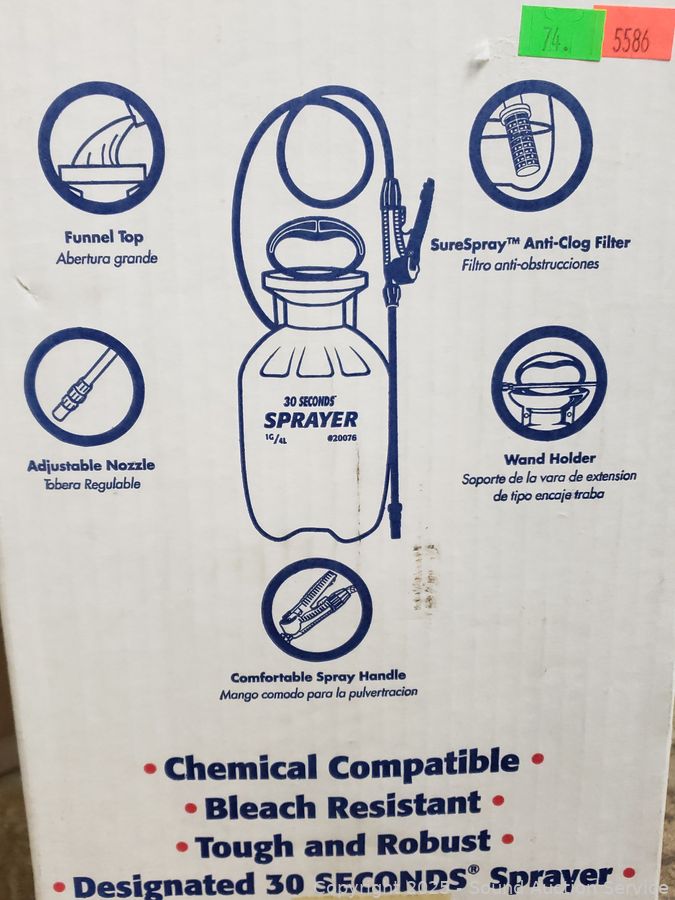 74.
5586
Funnel Top
Abertura grande
SureSpray™ Anti-Clog Filter
Filtro anti-obstrucciones
30 SECONDS
SPRAYER
1G/4L @20076
Adjustable Nozzle
Tobera Regulable
Wand Holder
Soporte de la vara de extension
de tipo encaje traba
Comfortable Spray Handle
Mango comodo para la pulvertracion
• Chemical Compatible •
• Bleach Resistant •
• Tough and Robust •
• Designated 30 SECONDS® Sprayer •
Copyright 2025 - Sound Auction Service